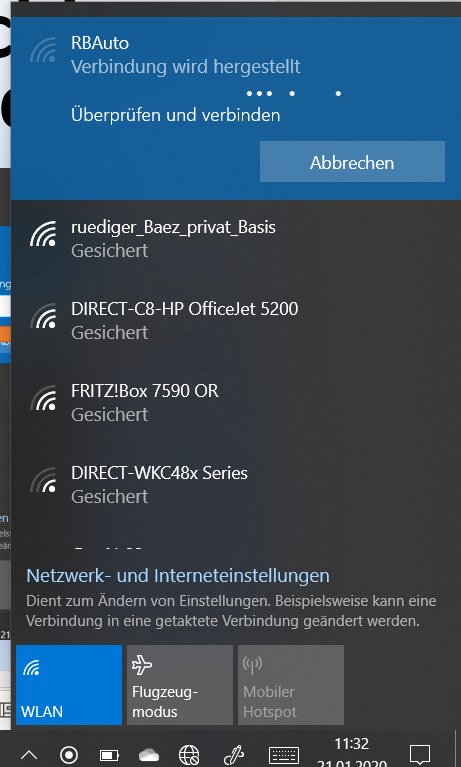 RBAuto
Verbindung wird hergestellt
Überprüfen und verbinden
Abbrechen
ruediger_Baez_privat_Basis
Gesichert
DIRECT-C8-HP OfficeJet 5200
Gesichert
FRITZ!Box 7590 OR
Gesichert
DIRECT-WKC48x Series
Gesichert
Netzwerk- und Interneteinstellungen
Dient zum Ändern von Einstellungen. Beispielsweise kann eine
Verbindung in eine getaktete Verbindung geändert werden.
WLAN
Flugzeug-
modus
Mobiler
Hotspot
11:32
21.01.2020